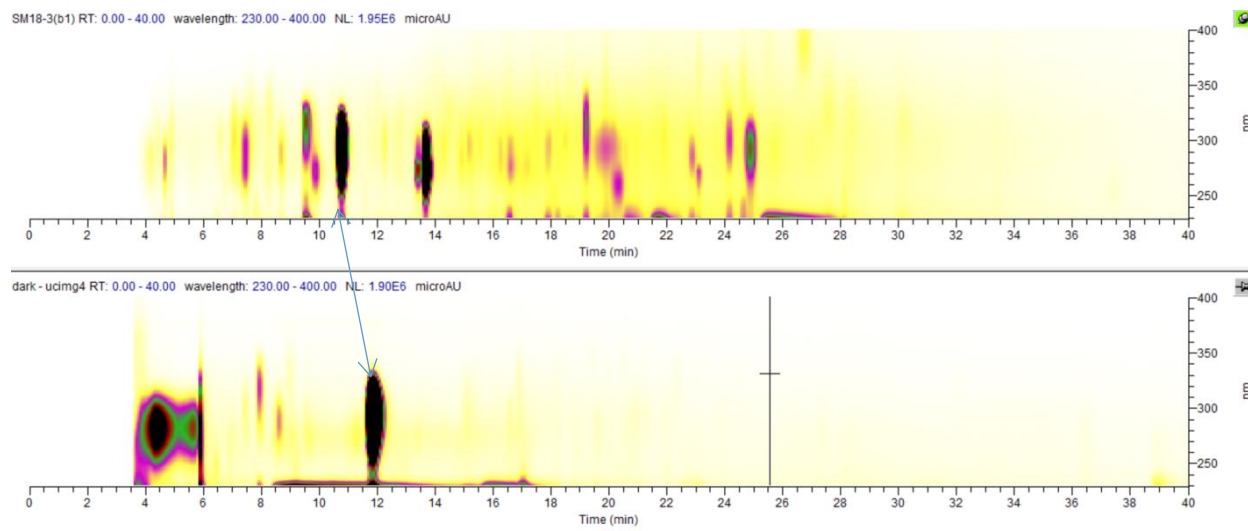 SM18-3(b1) RT: 0.00 - 40.00 wavelength: 230.00 - 400.00 NL: 1.95E6 microAU
400
350
300
250
nm
0 2 4 6 8 10 12 14 16 18 20 22 24 26 28 30 32 34 36 38 40
Time (min)
dark - ucimg4 RT: 0.00 - 40.00 wavelength: 230.00 - 400.00 NL: 1.90E6 microAU
400
350
300
250
nm
0 2 4 6 8 10 12 14 16 18 20 22 24 26 28 30 32 34 36 38 40
Time (min)